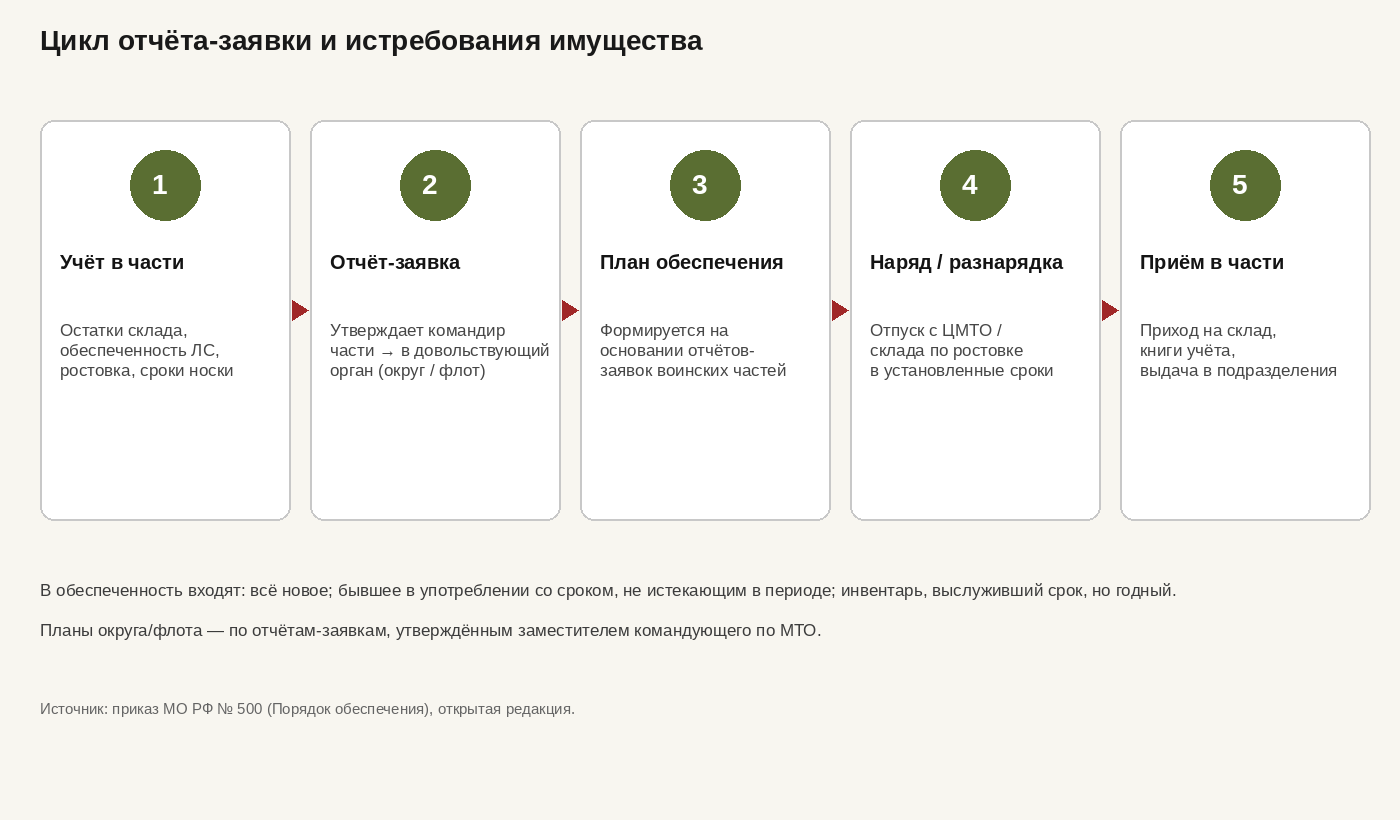 Цикл отчёта-заявки и истребования имущества
1
Учёт в части
Остатки склада,
обеспеченность ЛС,
ростовка, сроки носки
2
Отчёт-заявка
Утверждает командир
части → в довольствующий
орган (округ / флот)
3
План обеспечения
Формируется на
основании отчётов-
заявок воинских частей
4
Наряд / разнарядка
Отпуск с ЦМТО /
склада по ростовке
в установленные сроки
5
Приём в части
Приход на склад,
книги учёта,
выдача в подразделения
В обеспеченность входят: всё новое; бывшее в употреблении со сроком, не истекающим в периоде; инвентарь, выслуживший срок, но годный.
Планы округа/флота — по отчётам-заявкам, утверждённым заместителем командующего по МТО.
Источник: приказ МО РФ № 500 (Порядок обеспечения), открытая редакция.